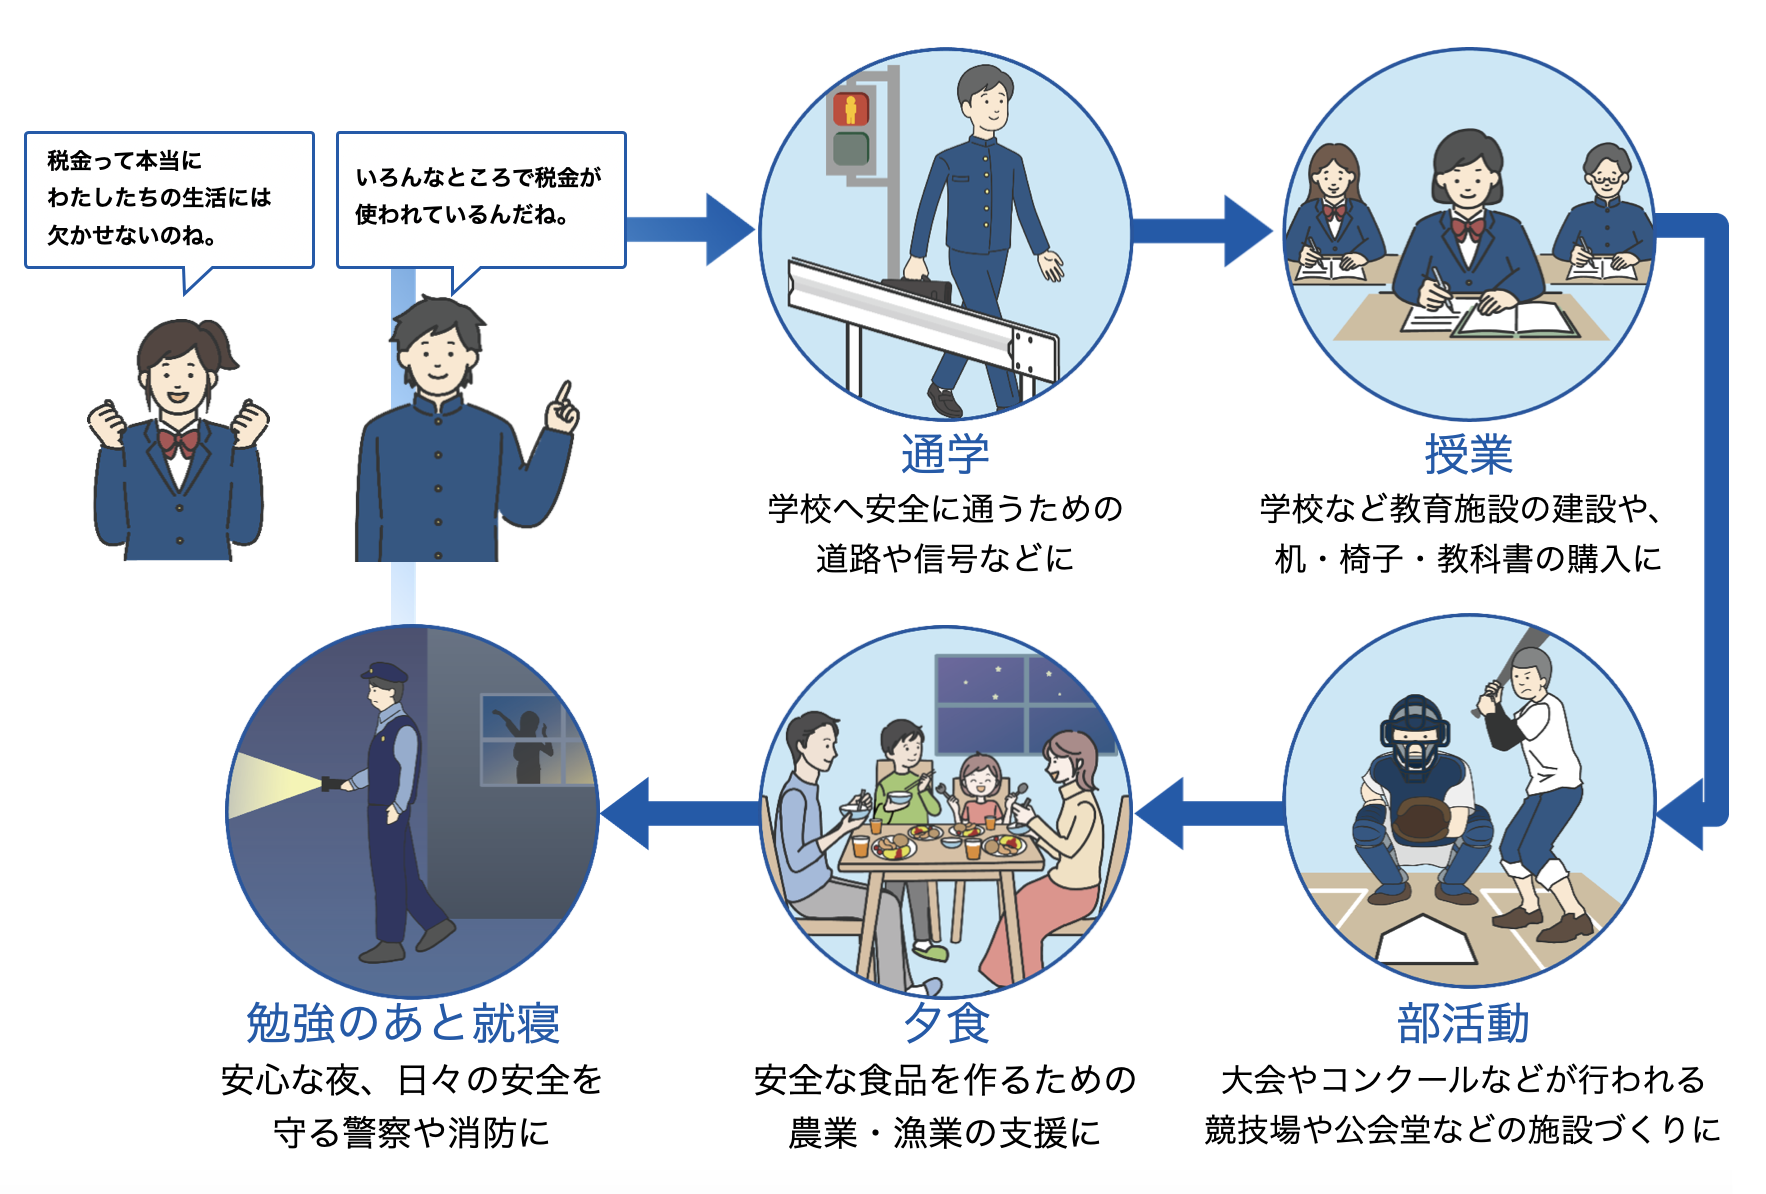 税金って本当に
わたしたちの生活には
欠かせないのね。
いろんなところで税金が
使われているんだね。
通学
学校へ安全に通うための
道路や信号などに
授業
学校など教育施設の建設や、
机・椅子・教科書の購入に
部活動
大会やコンクールなどが行われる
競技場や公会堂などの施設づくりに
夕食
安全な食品を作るための
農業・漁業の支援に
勉強のあと就寝
安心な夜、日々の安全を
守る警察や消防に